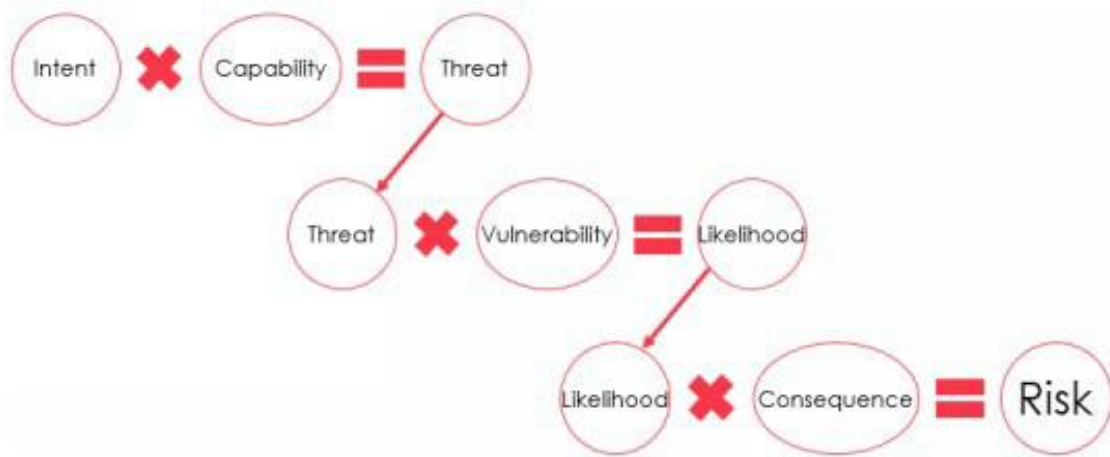 Intent Capability Threat
Threat Vulnerability Likelihood
Likelihood Consequence Risk